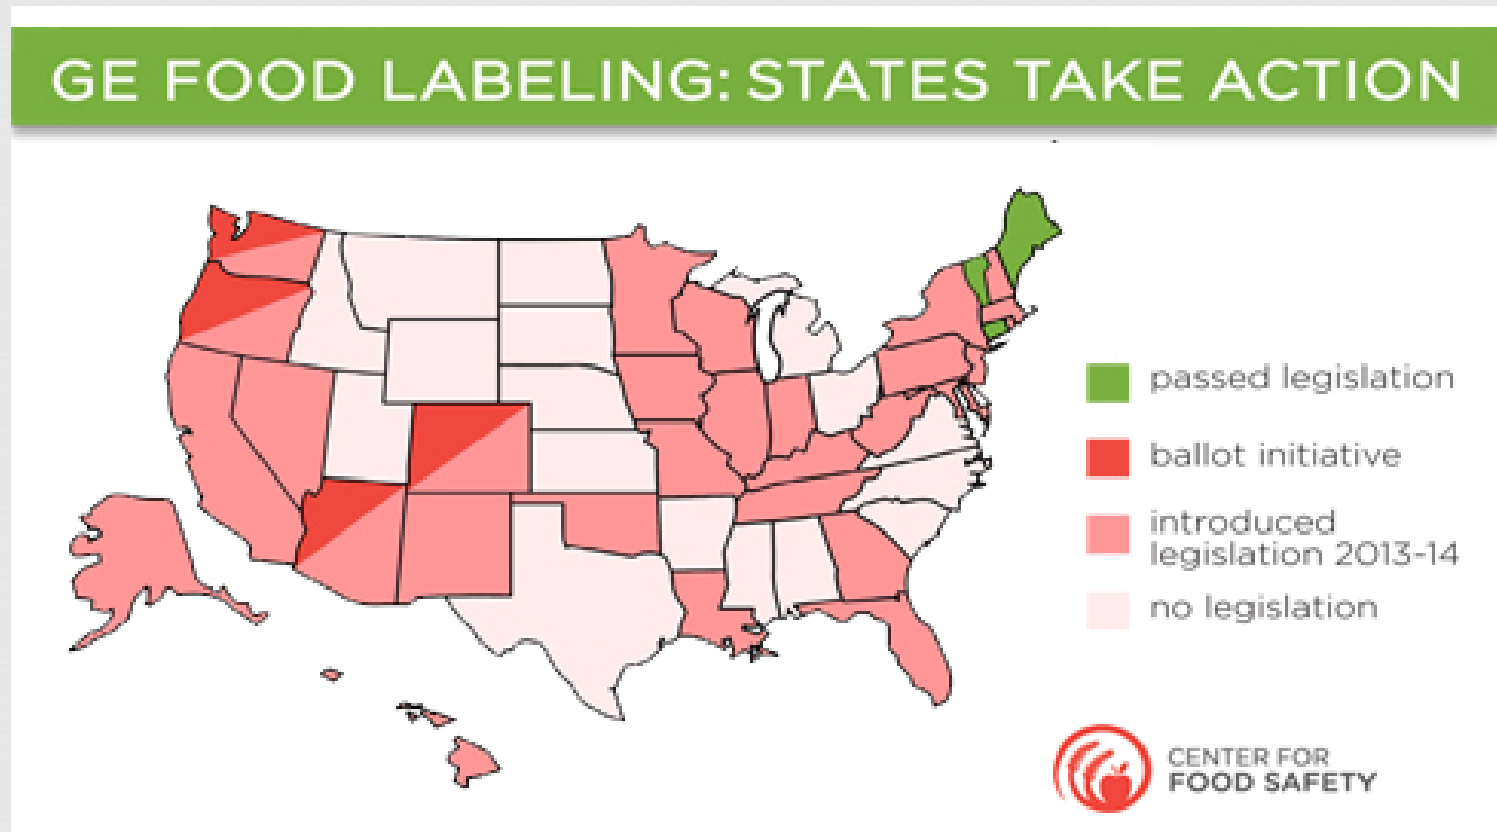 GE FOOD LABELING: STATES TAKE ACTION
passed legislation
ballot initiative
introduced
legislation 2013-14
no legislation
CENTER FOR
FOOD SAFETY